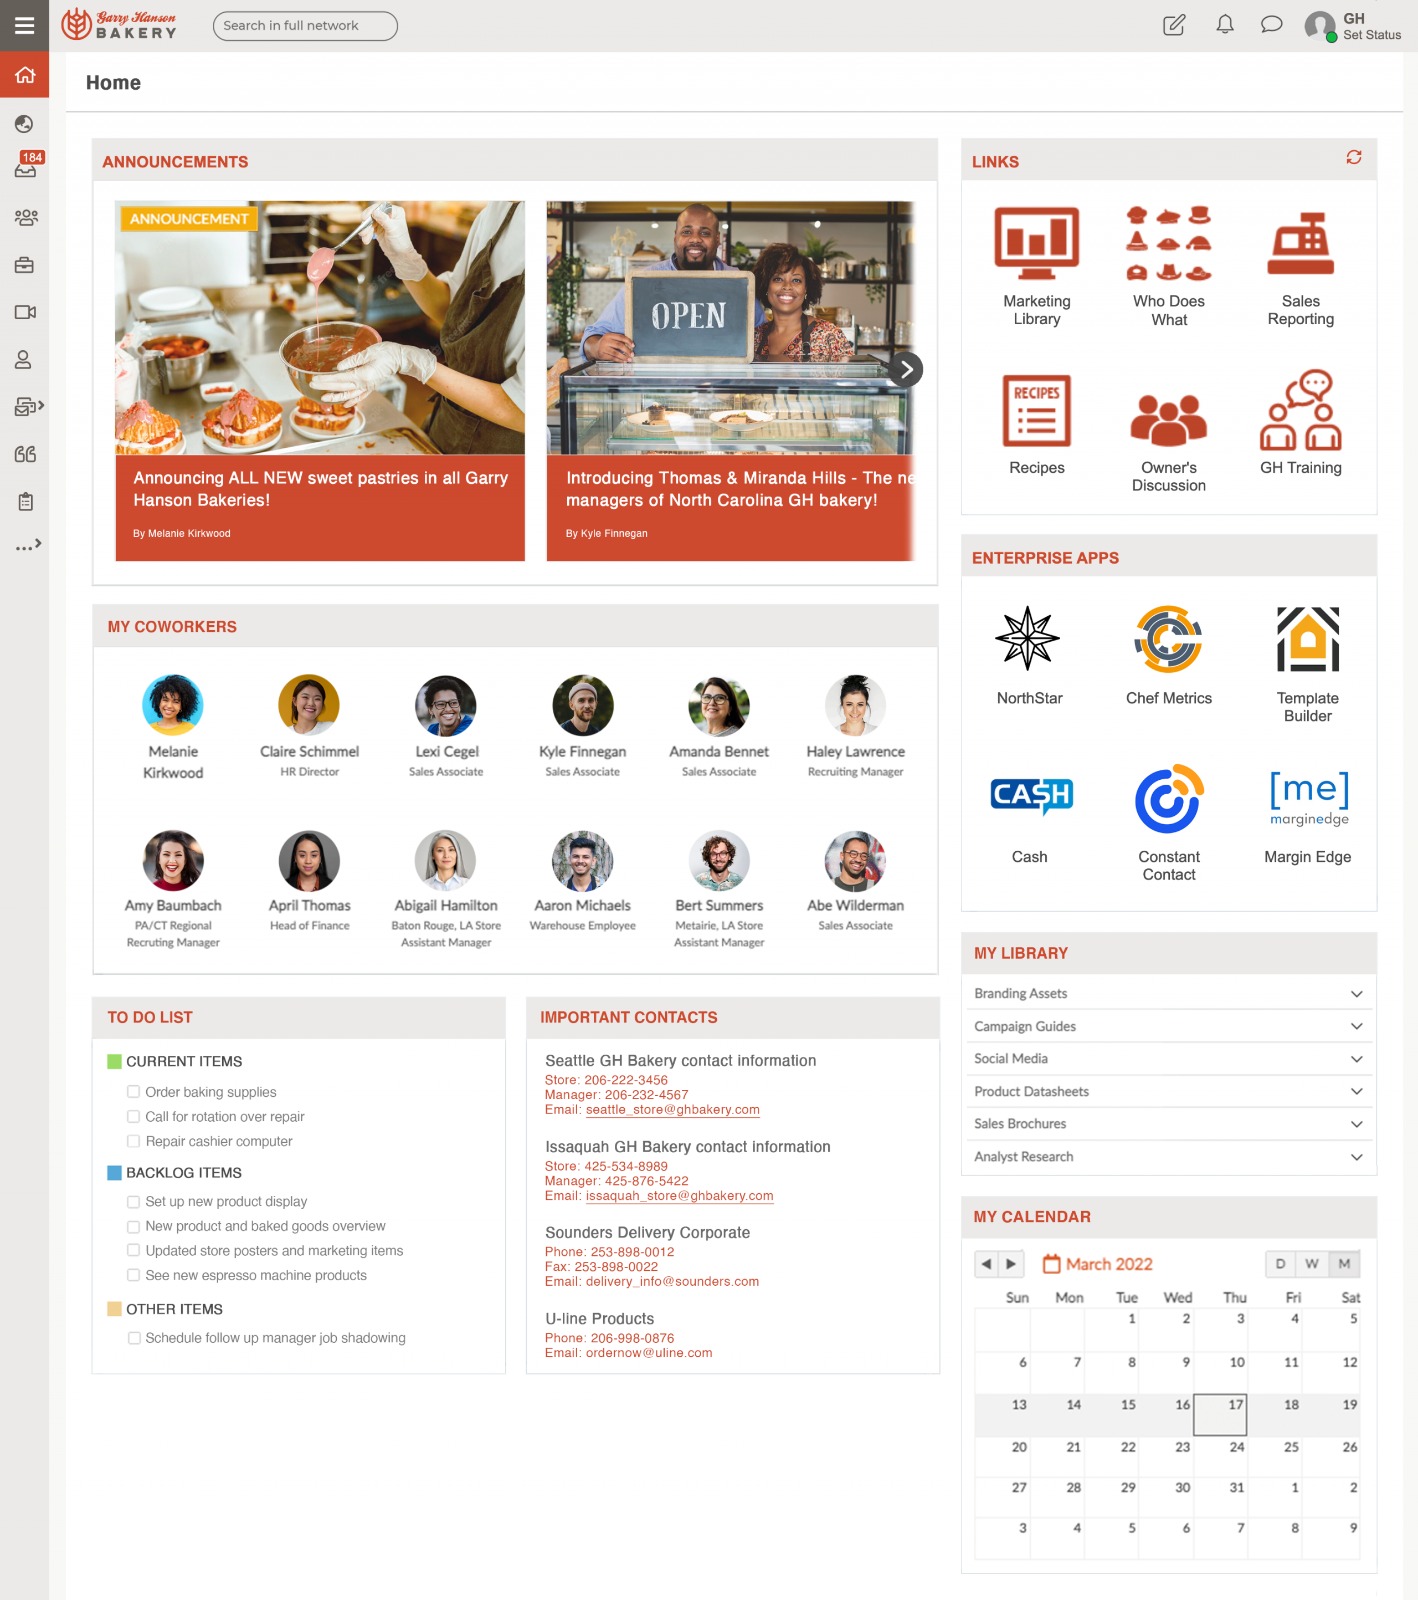 Garry Hanson
BAKERY
Search in full network
GH
Set Status
184
Home
ANNOUNCEMENTS
ANNOUNCEMENT
Announcing ALL NEW sweet pastries in all Garry
Hanson Bakeries!
By Melanie Kirkwood
OPEN
Introducing Thomas & Miranda Hills - The ne
managers of North Carolina GH bakery!
By Kyle Finnegan
LINKS
Marketing
Library
Who Does
What
Sales
Reporting
RECIPES
Recipes
Owner's
Discussion
GH Training
MY COWORKERS
Melanie
Kirkwood
Claire Schimmel
HR Director
Lexi Cegel
Sales Associate
Kyle Finnegan
Sales Associate
Amanda Bennet
Sales Associate
Haley Lawrence
Recruiting Manager
Amy Baumbach
PA/CT Regional
Recruting Manager
April Thomas
Head of Finance
Abigail Hamilton
Baton Rouge, LA Store
Assistant Manager
Aaron Michaels
Warehouse Employee
Bert Summers
Metairie, LA Store
Assistant Manager
Abe Wilderman
Sales Associate
ENTERPRISE APPS
NorthStar
Chef Metrics
Template
Builder
CASH
Cash
Constant
Contact
[me]
marginedge
Margin Edge
TO DO LIST
CURRENT ITEMS
Order baking supplies
Call for rotation over repair
Repair cashier computer
BACKLOG ITEMS
Set up new product display
New product and baked goods overview
Updated store posters and marketing items
See new espresso machine products
OTHER ITEMS
Schedule follow up manager job shadowing
IMPORTANT CONTACTS
Seattle GH Bakery contact information
Store: 206-222-3456
Manager: 206-232-4567
Email: seattle_store@ghbakery.com
Issaquah GH Bakery contact information
Store: 425-534-8989
Manager: 425-876-5422
Email: issaquah_store@ghbakery.com
Sounders Delivery Corporate
Phone: 253-898-0012
Fax: 253-898-0022
Email: delivery_info@sounders.com
U-line Products
Phone: 206-998-0876
Email: ordernow@uline.com
MY LIBRARY
Branding Assets
Campaign Guides
Social Media
Product Datasheets
Sales Brochures
Analyst Research
MY CALENDAR
March 2022
D W M
Sun Mon Tue Wed Thu Fri Sat
1 2 3 4 5
6 7 8 9 10 11 12
13 14 15 16 17 18 19
20 21 22 23 24 25 26
27 28 29 30 31 1 2
3 4 5 6 7 8 9